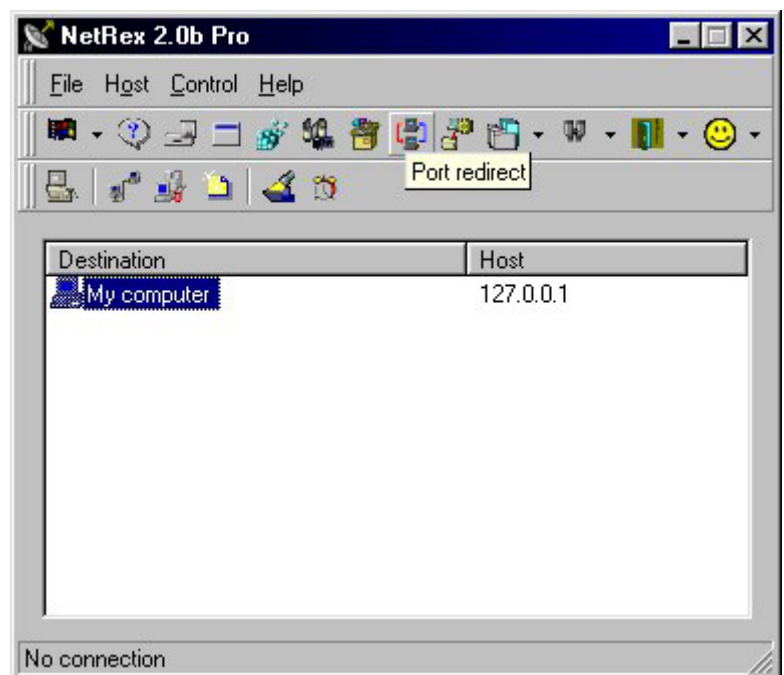 NetRex 2.0b Pro
File Host Control Help
Port redirect
Destination Host
My computer 127.0.0.1
No connection